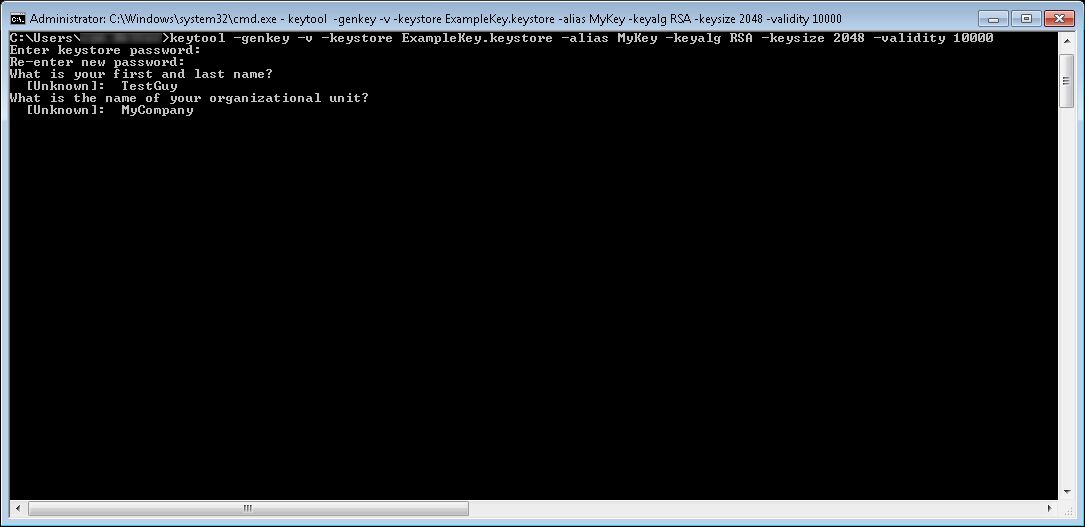 Administrator: C:\Windows\system32\cmd.exe - keytool  -genkey -v -keystore ExampleKey.keystore -alias MyKey -keyalg RSA -keysize 2048 -validity 10000
C:\Users\ >keytool -genkey -v -keystore ExampleKey.keystore -alias MyKey -keyalg RSA -keysize 2048 -validity 10000
Enter keystore password:
Re-enter new password:
What is your first and last name?
  [Unknown]:  TestGuy
What is the name of your organizational unit?
  [Unknown]:  MyCompany